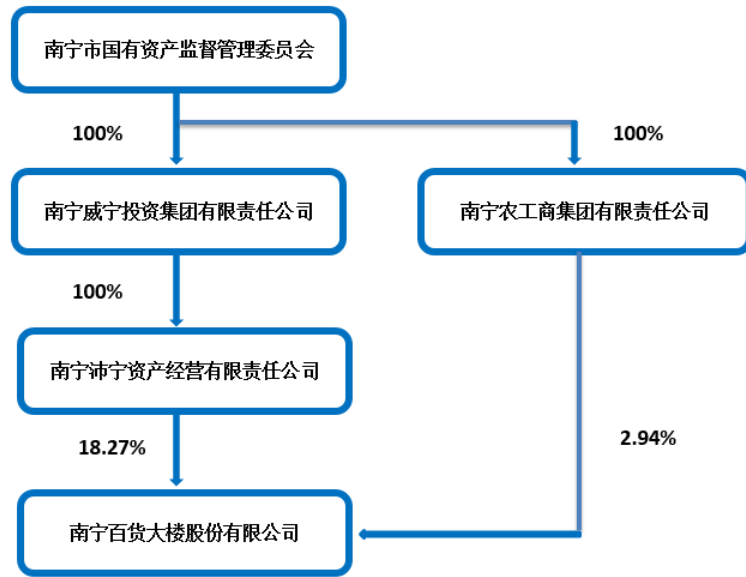 南宁市国有资产监督管理委员会
100%
100%
南宁威宁投资集团有限责任公司
南宁农工商集团有限责任公司
100%
南宁沛宁资产经营有限责任公司
18.27%
2.94%
南宁百货大楼股份有限公司